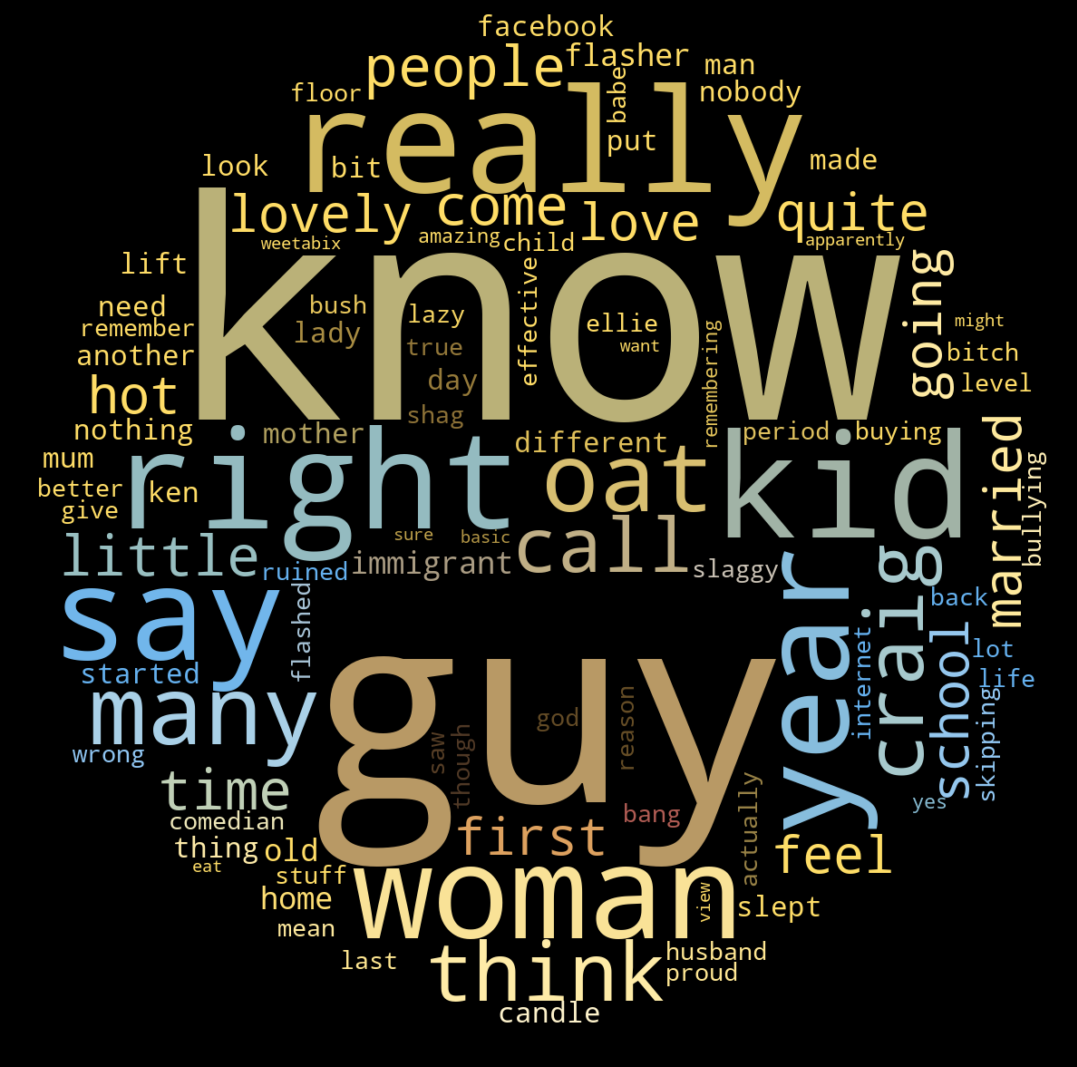 facebook
people
flasher
man
floor
babe
nobody
really
put
look
bit
made
lovely
come
love
quite
weetabix
amazing
child
apparently
lift
know
going
need
bush
lazy
effective
ellie
might
remember
lady
true
want
remembering
another
bitch
hot
day
level
shag
nothing
mother
different
period
buying
married
mum
right
oat
kid
bullying
better
ken
give
sure
basic
call
little
ruined
immigrant
slaggy
say
flashed
year
craig
back
started
internet
school
lot
life
many
guy
skipping
wrong
god
reason
saw
though
time
yes
comedian
bang
actually
thing
old
first
feel
eat
stuff
home
woman
view
slept
mean
last
think
husband
proud
candle